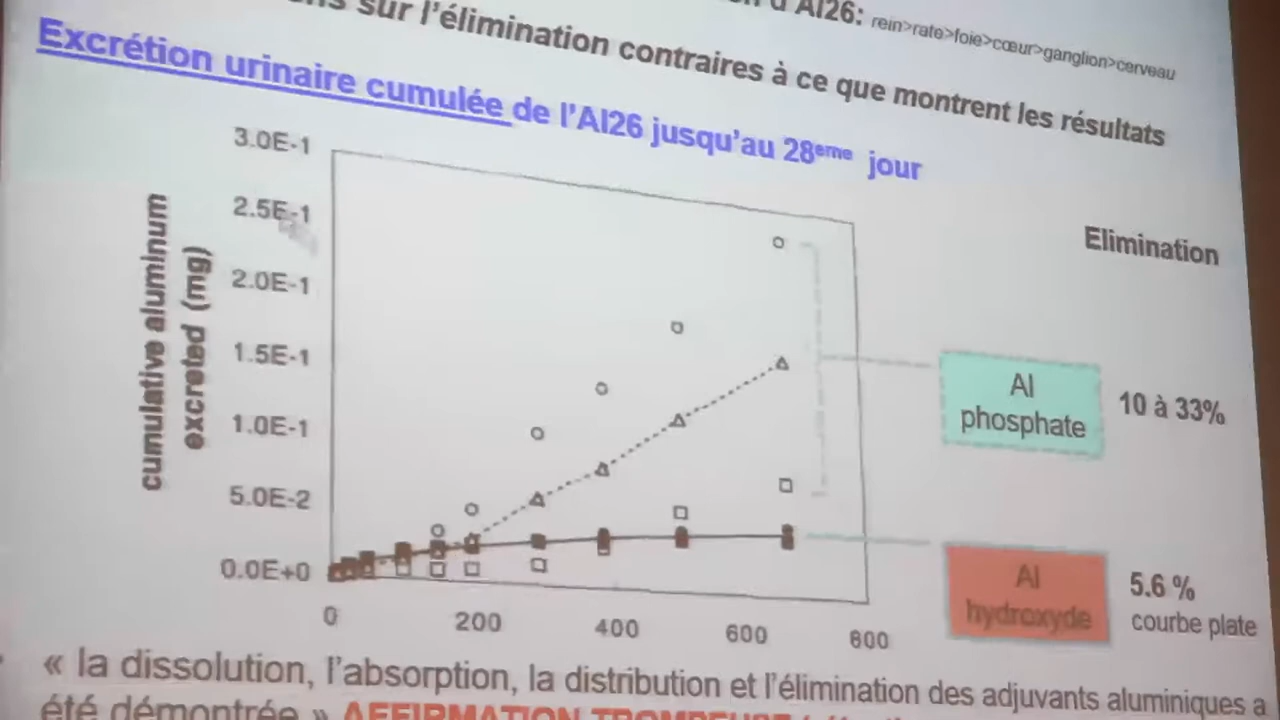 d'Al26: rein>rate>foie>cœur>ganglion>cerveau
sur l'élimination contraires à ce que montrent les résultats
Excrétion urinaire cumulée de l'Al26 jusqu'au 28eme jour
3.0E-1
2.5E-1
2.0E-1
1.5E-1
1.0E-1
5.0E-2
0.0E+0
cumulative aluminum
excreted (mg)
0 200 400 600 800
Elimination
Al
phosphate
10 à 33%
Al
hydroxyde
5.6 %
courbe plate
« la dissolution, l'absorption, la distribution et l'élimination des adjuvants aluminiques a
été démontrée » AFFIRMATION TROMPEUSE